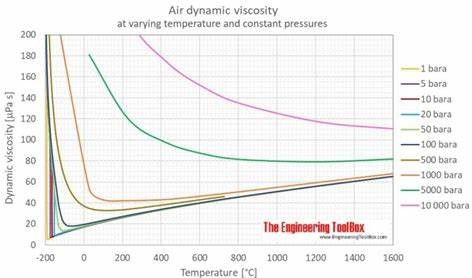 Air dynamic viscosity
at varying temperature and constant pressures
Dynamic viscosity [µPa s]
200
180
160
140
120
100
80
60
40
20
0
-200
0
200
400
600
800
1000
1200
1400
1600
Temperature [°C]
1 bara
5 bara
10 bara
20 bara
50 bara
100 bara
500 bara
1000 bara
5000 bara
10 000 bara
The Engineering ToolBox
www.EngineeringToolBox.com